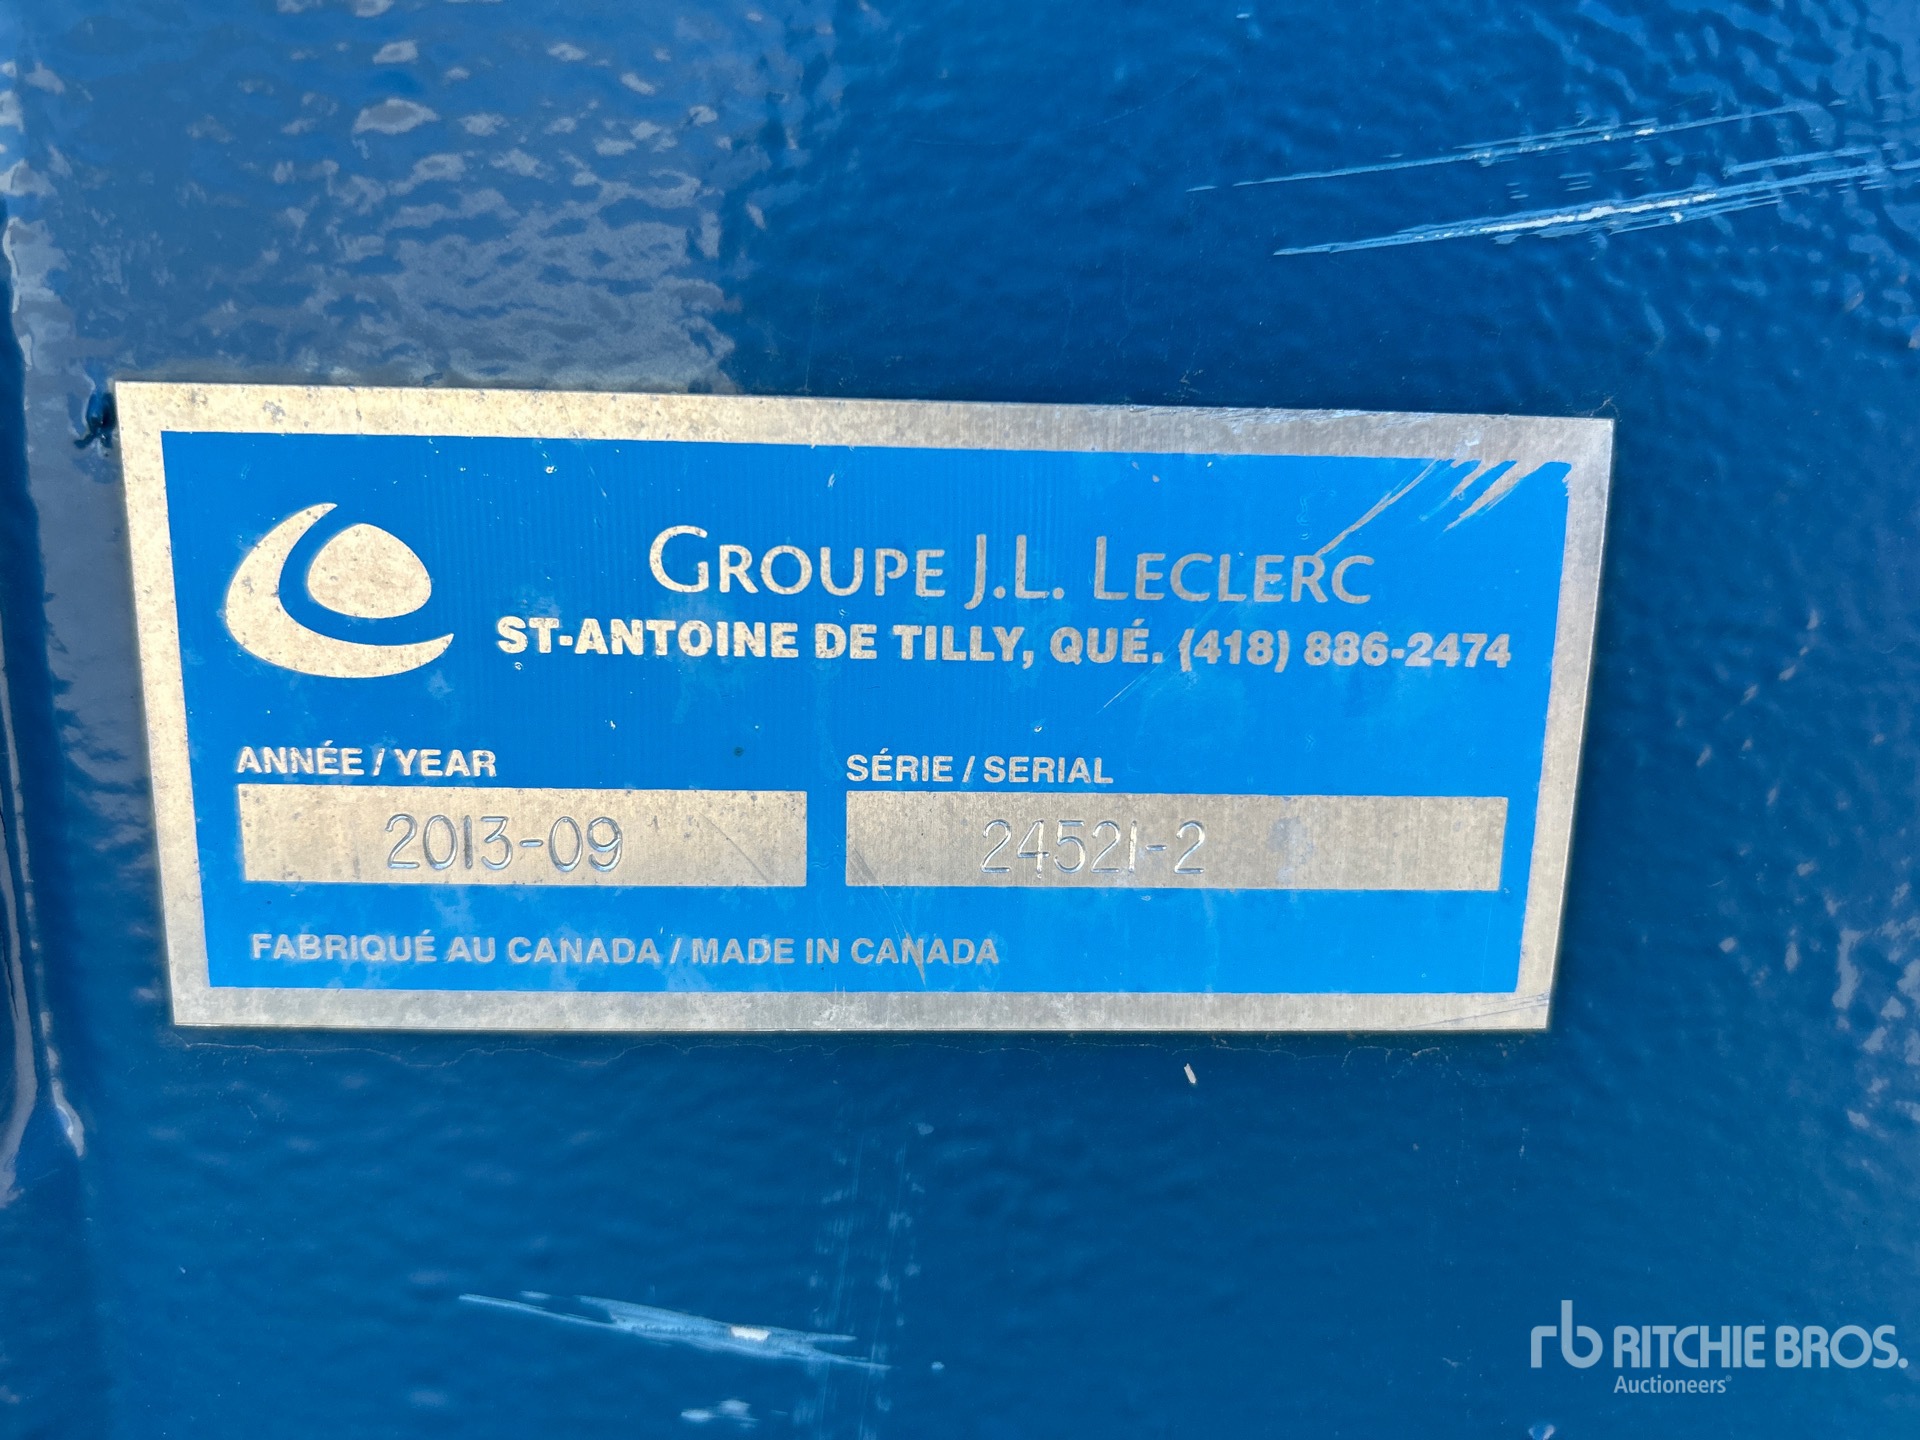 GROUPE J.L. LECLERC
ST-ANTOINE DE TILLY, QUÉ. (418) 886-2474
ANNÉE / YEAR
2013-09
SÉRIE / SERIAL
24521-2
FABRIQUÉ AU CANADA / MADE IN CANADA
rb RITCHIE BROS.
Auctioneers®